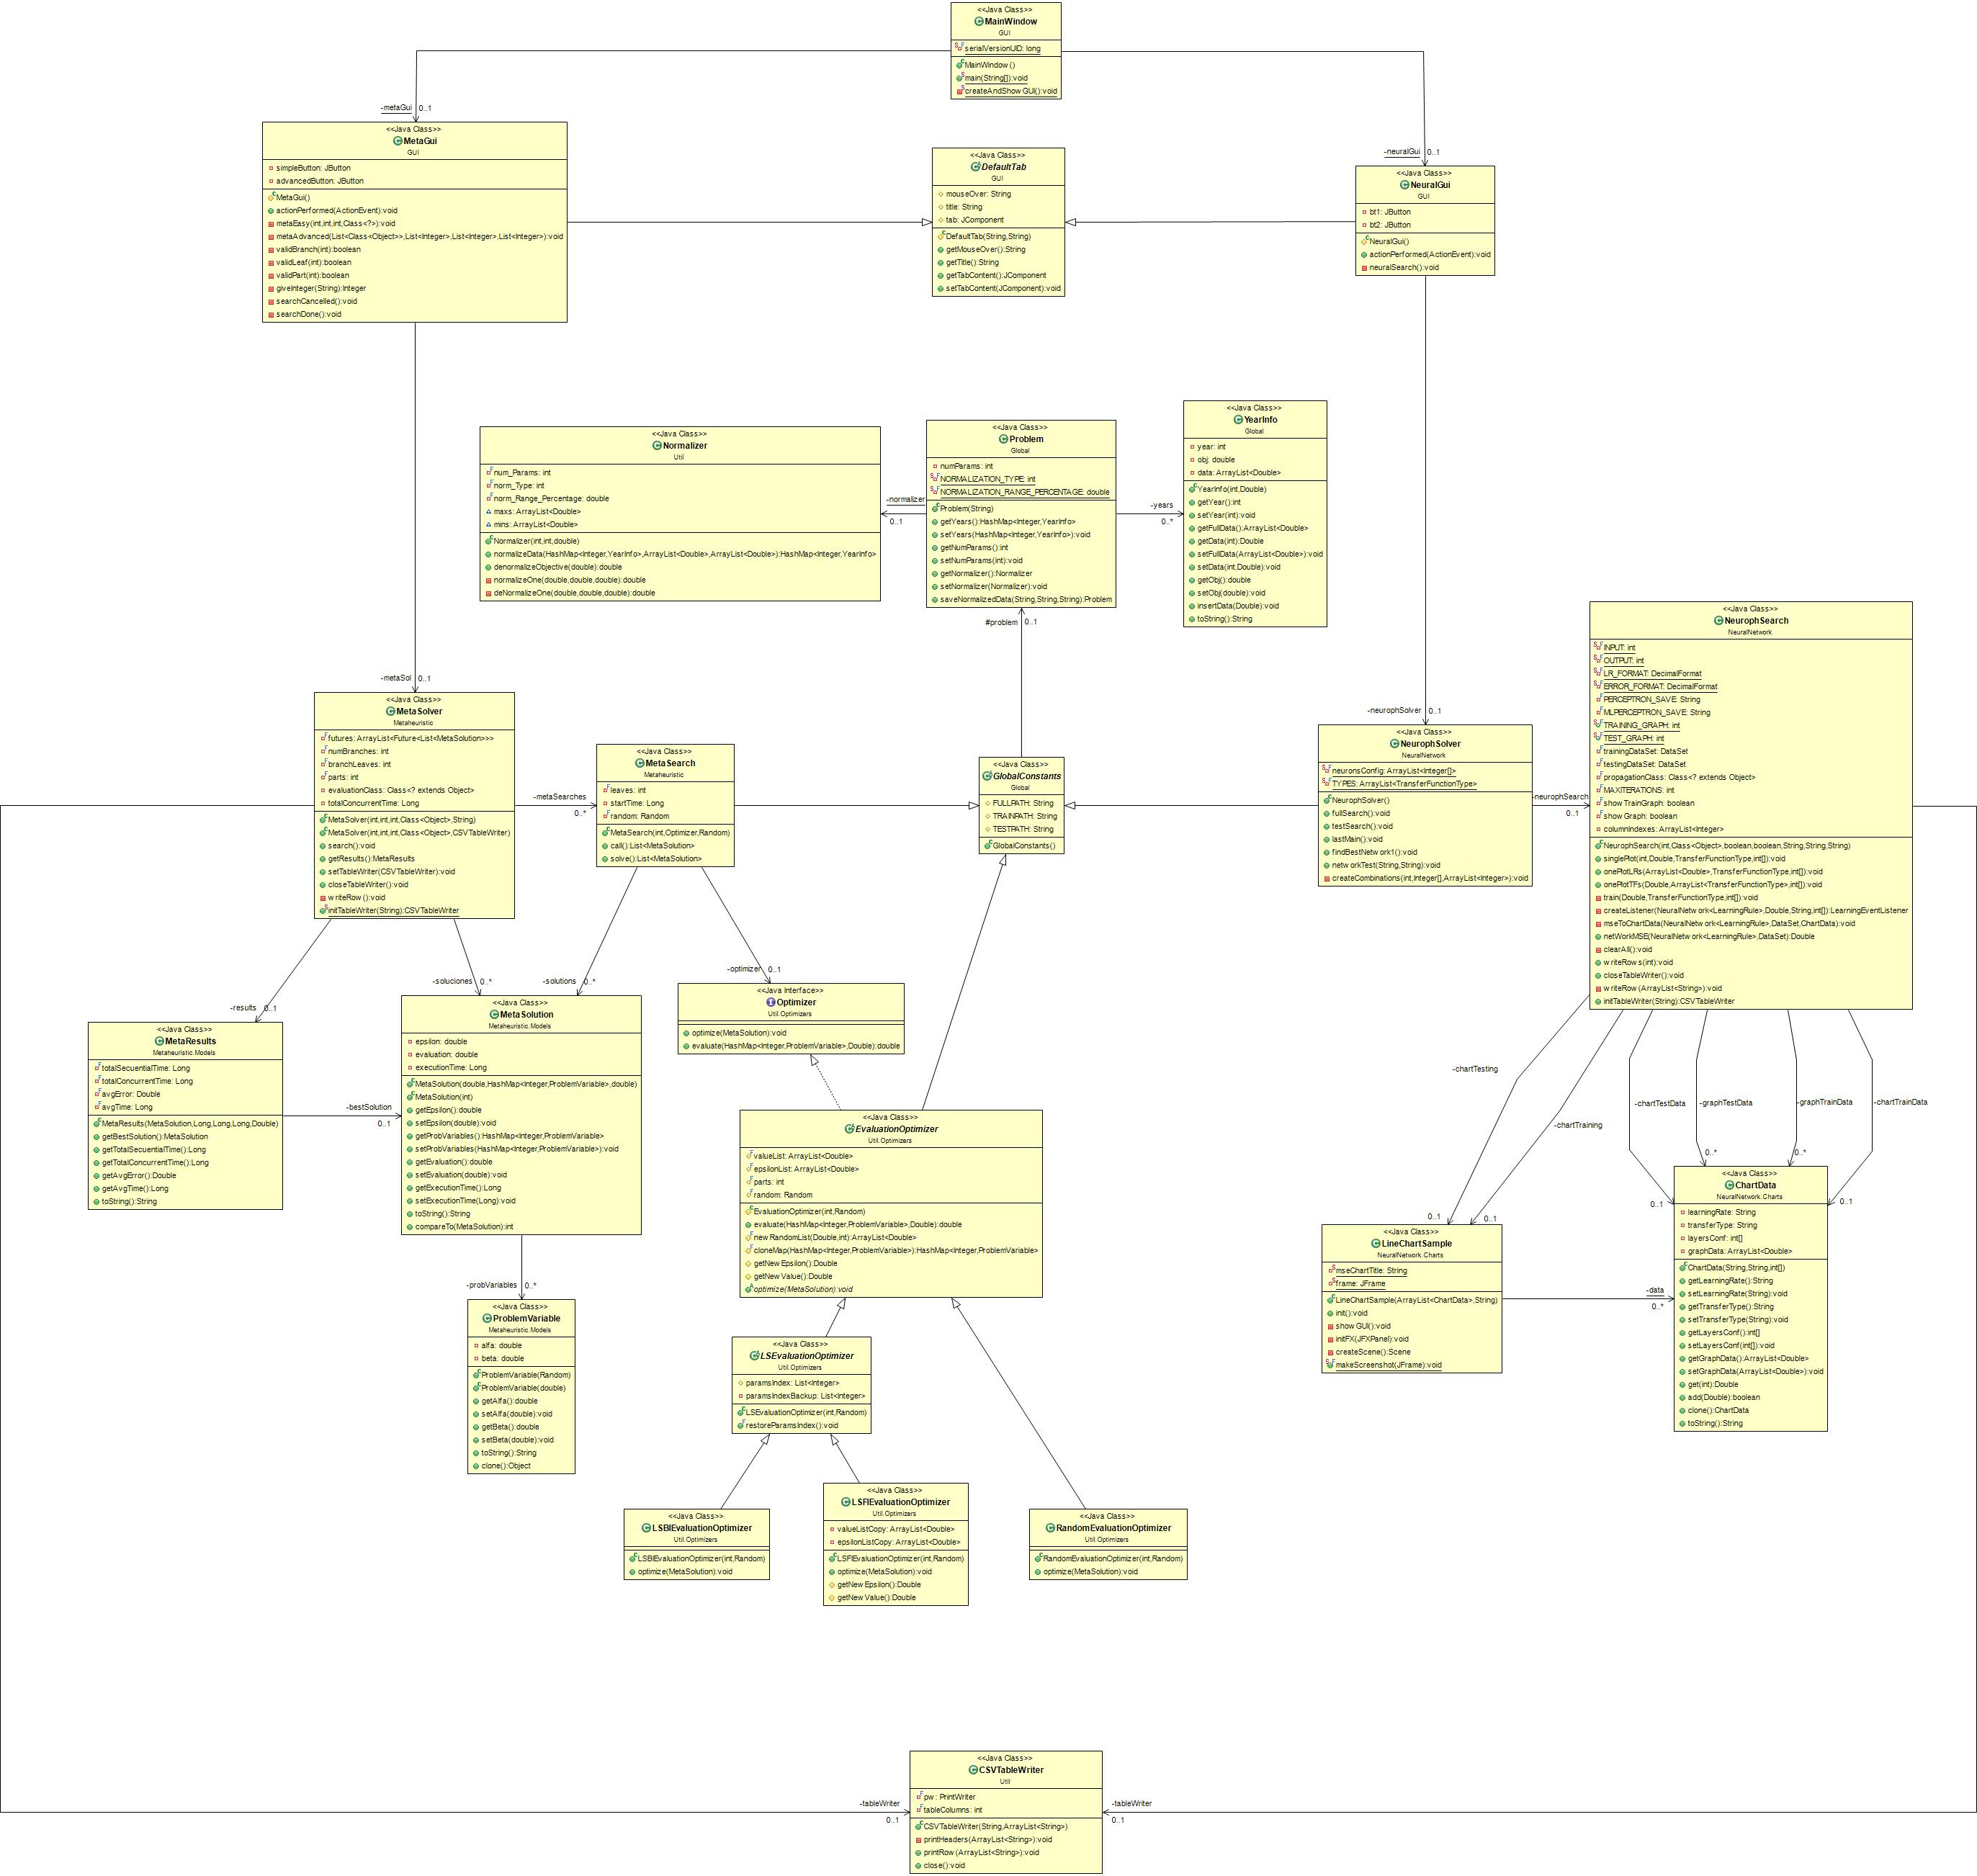 <<Java Class>>
MainWindow
GUI
serialVersionUID: long
MainWindow()
main(String[]):void
createAndShowGUI():void
-metaGui
0..1
-neuralGui
0..1
<<Java Class>>
MetaGui
GUI
simpleButton: JButton
advancedButton: JButton
MetaGui()
actionPerformed(ActionEvent):void
metaEasy(int,int,int,Class<?>):void
metaAdvanced(List<Class<Object>>,List<Integer>,List<Integer>,List<Integer>):void
validBranch(int):boolean
validLeaf(int):boolean
validPart(int):boolean
giveInteger(String):Integer
searchCancelled():void
searchDone():void
<<Java Class>>
DefaultTab
GUI
mouseOver: String
title: String
tab: JComponent
DefaultTab(String,String)
getMouseOver():String
getTitle():String
getTabContent():JComponent
setTabContent(JComponent):void
<<Java Class>>
NeuralGui
GUI
bt1: JButton
bt2: JButton
NeuralGui()
actionPerformed(ActionEvent):void
neuralSearch():void
<<Java Class>>
Normalizer
Util
num_Params: int
norm_Type: int
norm_Range_Percentage: double
maxs: ArrayList<Double>
mins: ArrayList<Double>
Normalizer(int,int,double)
normalizeData(HashMap<Integer,YearInfo>,ArrayList<Double>,ArrayList<Double>):HashMap<Integer,YearInfo>
denormalizeObjective(double):double
normalizeOne(double,double,double):double
deNormalizeOne(double,double,double):double
-normalizer
0..1
<<Java Class>>
Problem
Global
numParams: int
NORMALIZATION_TYPE: int
NORMALIZATION_RANGE_PERCENTAGE: double
Problem(String)
getYears():HashMap<Integer,YearInfo>
setYears(HashMap<Integer,YearInfo>):void
getNumParams():int
setNumParams(int):void
getNormalizer():Normalizer
setNormalizer(Normalizer):void
saveNormalizedData(String,String,String):Problem
-years
0..*
<<Java Class>>
YearInfo
Global
year: int
obj: double
data: ArrayList<Double>
YearInfo(int,Double)
getYear():int
setYear(int):void
getFullData():ArrayList<Double>
getData(int):Double
setFullData(ArrayList<Double>):void
setData(int,Double):void
getObj():double
setObj(double):void
insertData(Double):void
toString():String
#problem
0..1
-metaSol
0..1
-neurophSolver
0..1
<<Java Class>>
MetaSolver
Metaheuristic
futures: ArrayList<Future<List<MetaSolution>>>
numBranches: int
branchLeaves: int
parts: int
evaluationClass: Class<? extends Object>
totalConcurrentTime: Long
MetaSolver(int,int,int,Class<Object>,String)
MetaSolver(int,int,int,Class<Object>,CSVTableWriter)
search():void
getResults():MetaResults
setTableWriter(CSVTableWriter):void
closeTableWriter():void
writeRow():void
initTableWriter(String):CSVTableWriter
-metaSearches
0..*
<<Java Class>>
MetaSearch
Metaheuristic
leaves: int
startTime: Long
random: Random
MetaSearch(int,Optimizer,Random)
call():List<MetaSolution>
solve():List<MetaSolution>
<<Java Class>>
GlobalConstants
Global
FULLPATH: String
TRAINPATH: String
TESTPATH: String
GlobalConstants()
<<Java Class>>
NeurophSolver
NeuralNetwork
neuronsConfig: ArrayList<Integer[]>
TYPES: ArrayList<TransferFunctionType>
NeurophSolver()
fullSearch():void
testSearch():void
lastMain():void
findBestNetwork1():void
networkTest(String,String):void
createCombinations(int,Integer[],ArrayList<Integer>):void
-neurophSearch
0..1
<<Java Class>>
NeurophSearch
NeuralNetwork
INPUT: int
OUTPUT: int
LR_FORMAT: DecimalFormat
ERROR_FORMAT: DecimalFormat
PERCEPTRON_SAVE: String
MLPERCEPTRON_SAVE: String
TRAINING_GRAPH: int
TEST_GRAPH: int
trainingDataSet: DataSet
testingDataSet: DataSet
propagationClass: Class<? extends Object>
MAXITERATIONS: int
showTrainGraph: boolean
showGraph: boolean
columnIndexes: ArrayList<Integer>
NeurophSearch(int,Class<Object>,boolean,boolean,String,String,String)
singlePlot(int,Double,TransferFunctionType,int[]):void
onePlotLRs(ArrayList<Double>,TransferFunctionType,int[]):void
onePlotTFs(Double,ArrayList<TransferFunctionType>,int[]):void
train(Double,TransferFunctionType,int[]):void
createListener(NeuralNetwork<LearningRule>,Double,String,int[]):LearningEventListener
mseToChartData(NeuralNetwork<LearningRule>,DataSet,ChartData):void
netWorkMSE(NeuralNetwork<LearningRule>,DataSet):Double
clearAll():void
writeRows(int):void
closeTableWriter():void
writeRow(ArrayList<String>):void
initTableWriter(String):CSVTableWriter
-results
0..1
-soluciones
0..*
-solutions
0..*
-optimizer
0..1
<<Java Interface>>
Optimizer
Util.Optimizers
optimize(MetaSolution):void
evaluate(HashMap<Integer,ProblemVariable>,Double):double
<<Java Class>>
MetaResults
Metaheuristic.Models
totalSecuentialTime: Long
totalConcurrentTime: Long
avgError: Double
avgTime: Long
MetaResults(MetaSolution,Long,Long,Long,Double)
getBestSolution():MetaSolution
getTotalSecuentialTime():Long
getTotalConcurrentTime():Long
getAvgError():Double
getAvgTime():Long
toString():String
-bestSolution
0..1
<<Java Class>>
MetaSolution
Metaheuristic.Models
epsilon: double
evaluation: double
executionTime: Long
MetaSolution(double,HashMap<Integer,ProblemVariable>,double)
MetaSolution(int)
getEpsilon():double
setEpsilon(double):void
getProbVariables():HashMap<Integer,ProblemVariable>
setProbVariables(HashMap<Integer,ProblemVariable>):void
getEvaluation():double
setEvaluation(double):void
getExecutionTime():Long
setExecutionTime(Long):void
toString():String
compareTo(MetaSolution):int
-probVariables
0..*
<<Java Class>>
ProblemVariable
Metaheuristic.Models
alfa: double
beta: double
ProblemVariable(Random)
ProblemVariable(double)
getAlfa():double
setAlfa(double):void
getBeta():double
setBeta(double):void
toString():String
clone():Object
<<Java Class>>
EvaluationOptimizer
Util.Optimizers
valueList: ArrayList<Double>
epsilonList: ArrayList<Double>
parts: int
random: Random
EvaluationOptimizer(int,Random)
evaluate(HashMap<Integer,ProblemVariable>,Double):double
newRandomList(Double,int):ArrayList<Double>
cloneMap(HashMap<Integer,ProblemVariable>):HashMap<Integer,ProblemVariable>
getNewEpsilon():Double
getNewValue():Double
optimize(MetaSolution):void
<<Java Class>>
LSEvaluationOptimizer
Util.Optimizers
paramsIndex: List<Integer>
paramsIndexBackup: List<Integer>
LSEvaluationOptimizer(int,Random)
restoreParamsIndex():void
<<Java Class>>
LSBIEvaluationOptimizer
Util.Optimizers
LSBIEvaluationOptimizer(int,Random)
optimize(MetaSolution):void
<<Java Class>>
LSFIEvaluationOptimizer
Util.Optimizers
valueListCopy: ArrayList<Double>
epsilonListCopy: ArrayList<Double>
LSFIEvaluationOptimizer(int,Random)
optimize(MetaSolution):void
getNewEpsilon():Double
getNewValue():Double
<<Java Class>>
RandomEvaluationOptimizer
Util.Optimizers
RandomEvaluationOptimizer(int,Random)
optimize(MetaSolution):void
-chartTesting
0..1
-chartTraining
0..1
-chartTestData
0..1
-graphTestData
0..*
-graphTrainData
0..*
-chartTrainData
0..1
<<Java Class>>
LineChartSample
NeuralNetwork.Charts
mseChartTitle: String
frame: JFrame
LineChartSample(ArrayList<ChartData>,String)
init():void
showGUI():void
initFX(JFXPanel):void
createScene():Scene
makeScreenshot(JFrame):void
-data
0..*
<<Java Class>>
ChartData
NeuralNetwork.Charts
learningRate: String
transferType: String
layersConf: int[]
graphData: ArrayList<Double>
ChartData(String,String,int[])
getLearningRate():String
setLearningRate(String):void
getTransferType():String
setTransferType(String):void
getLayersConf():int[]
setLayersConf(int[]):void
getGraphData():ArrayList<Double>
setGraphData(ArrayList<Double>):void
get(int):Double
add(Double):boolean
clone():ChartData
toString():String
-tableWriter
0..1
<<Java Class>>
CSVTableWriter
Util
pw: PrintWriter
tableColumns: int
CSVTableWriter(String,ArrayList<String>)
printHeaders(ArrayList<String>):void
printRow(ArrayList<String>):void
close():void
-tableWriter
0..1